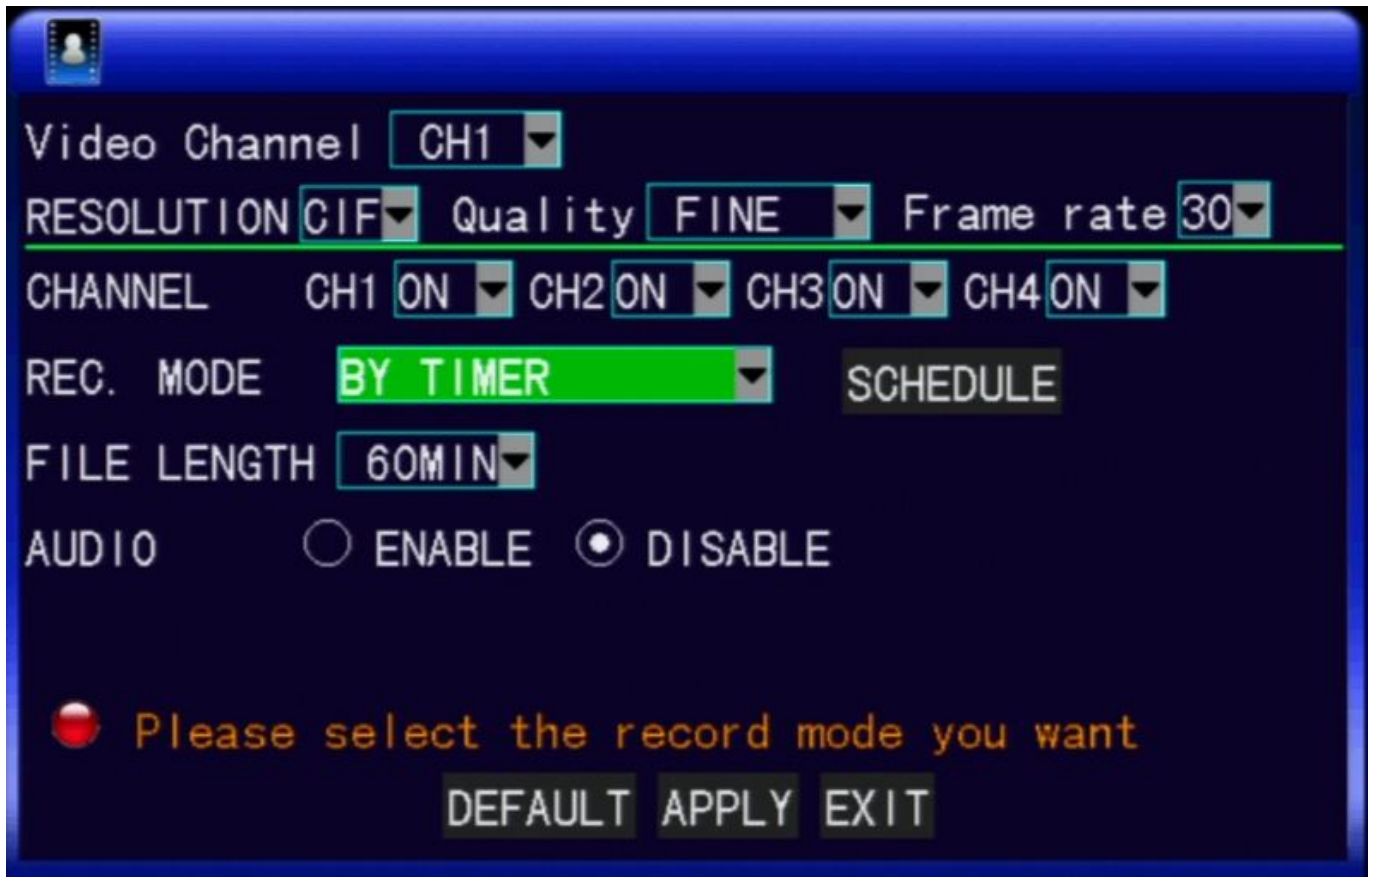 Video Channel CH1
RESOLUTION CIF Quality FINE Frame rate 30
CHANNEL CH1 ON CH2 ON CH3 ON CH4 ON
REC. MODE BY TIMER SCHEDULE
FILE LENGTH 60MIN
AUDIO ENABLE DISABLE
Please select the record mode you want
DEFAULT APPLY EXIT